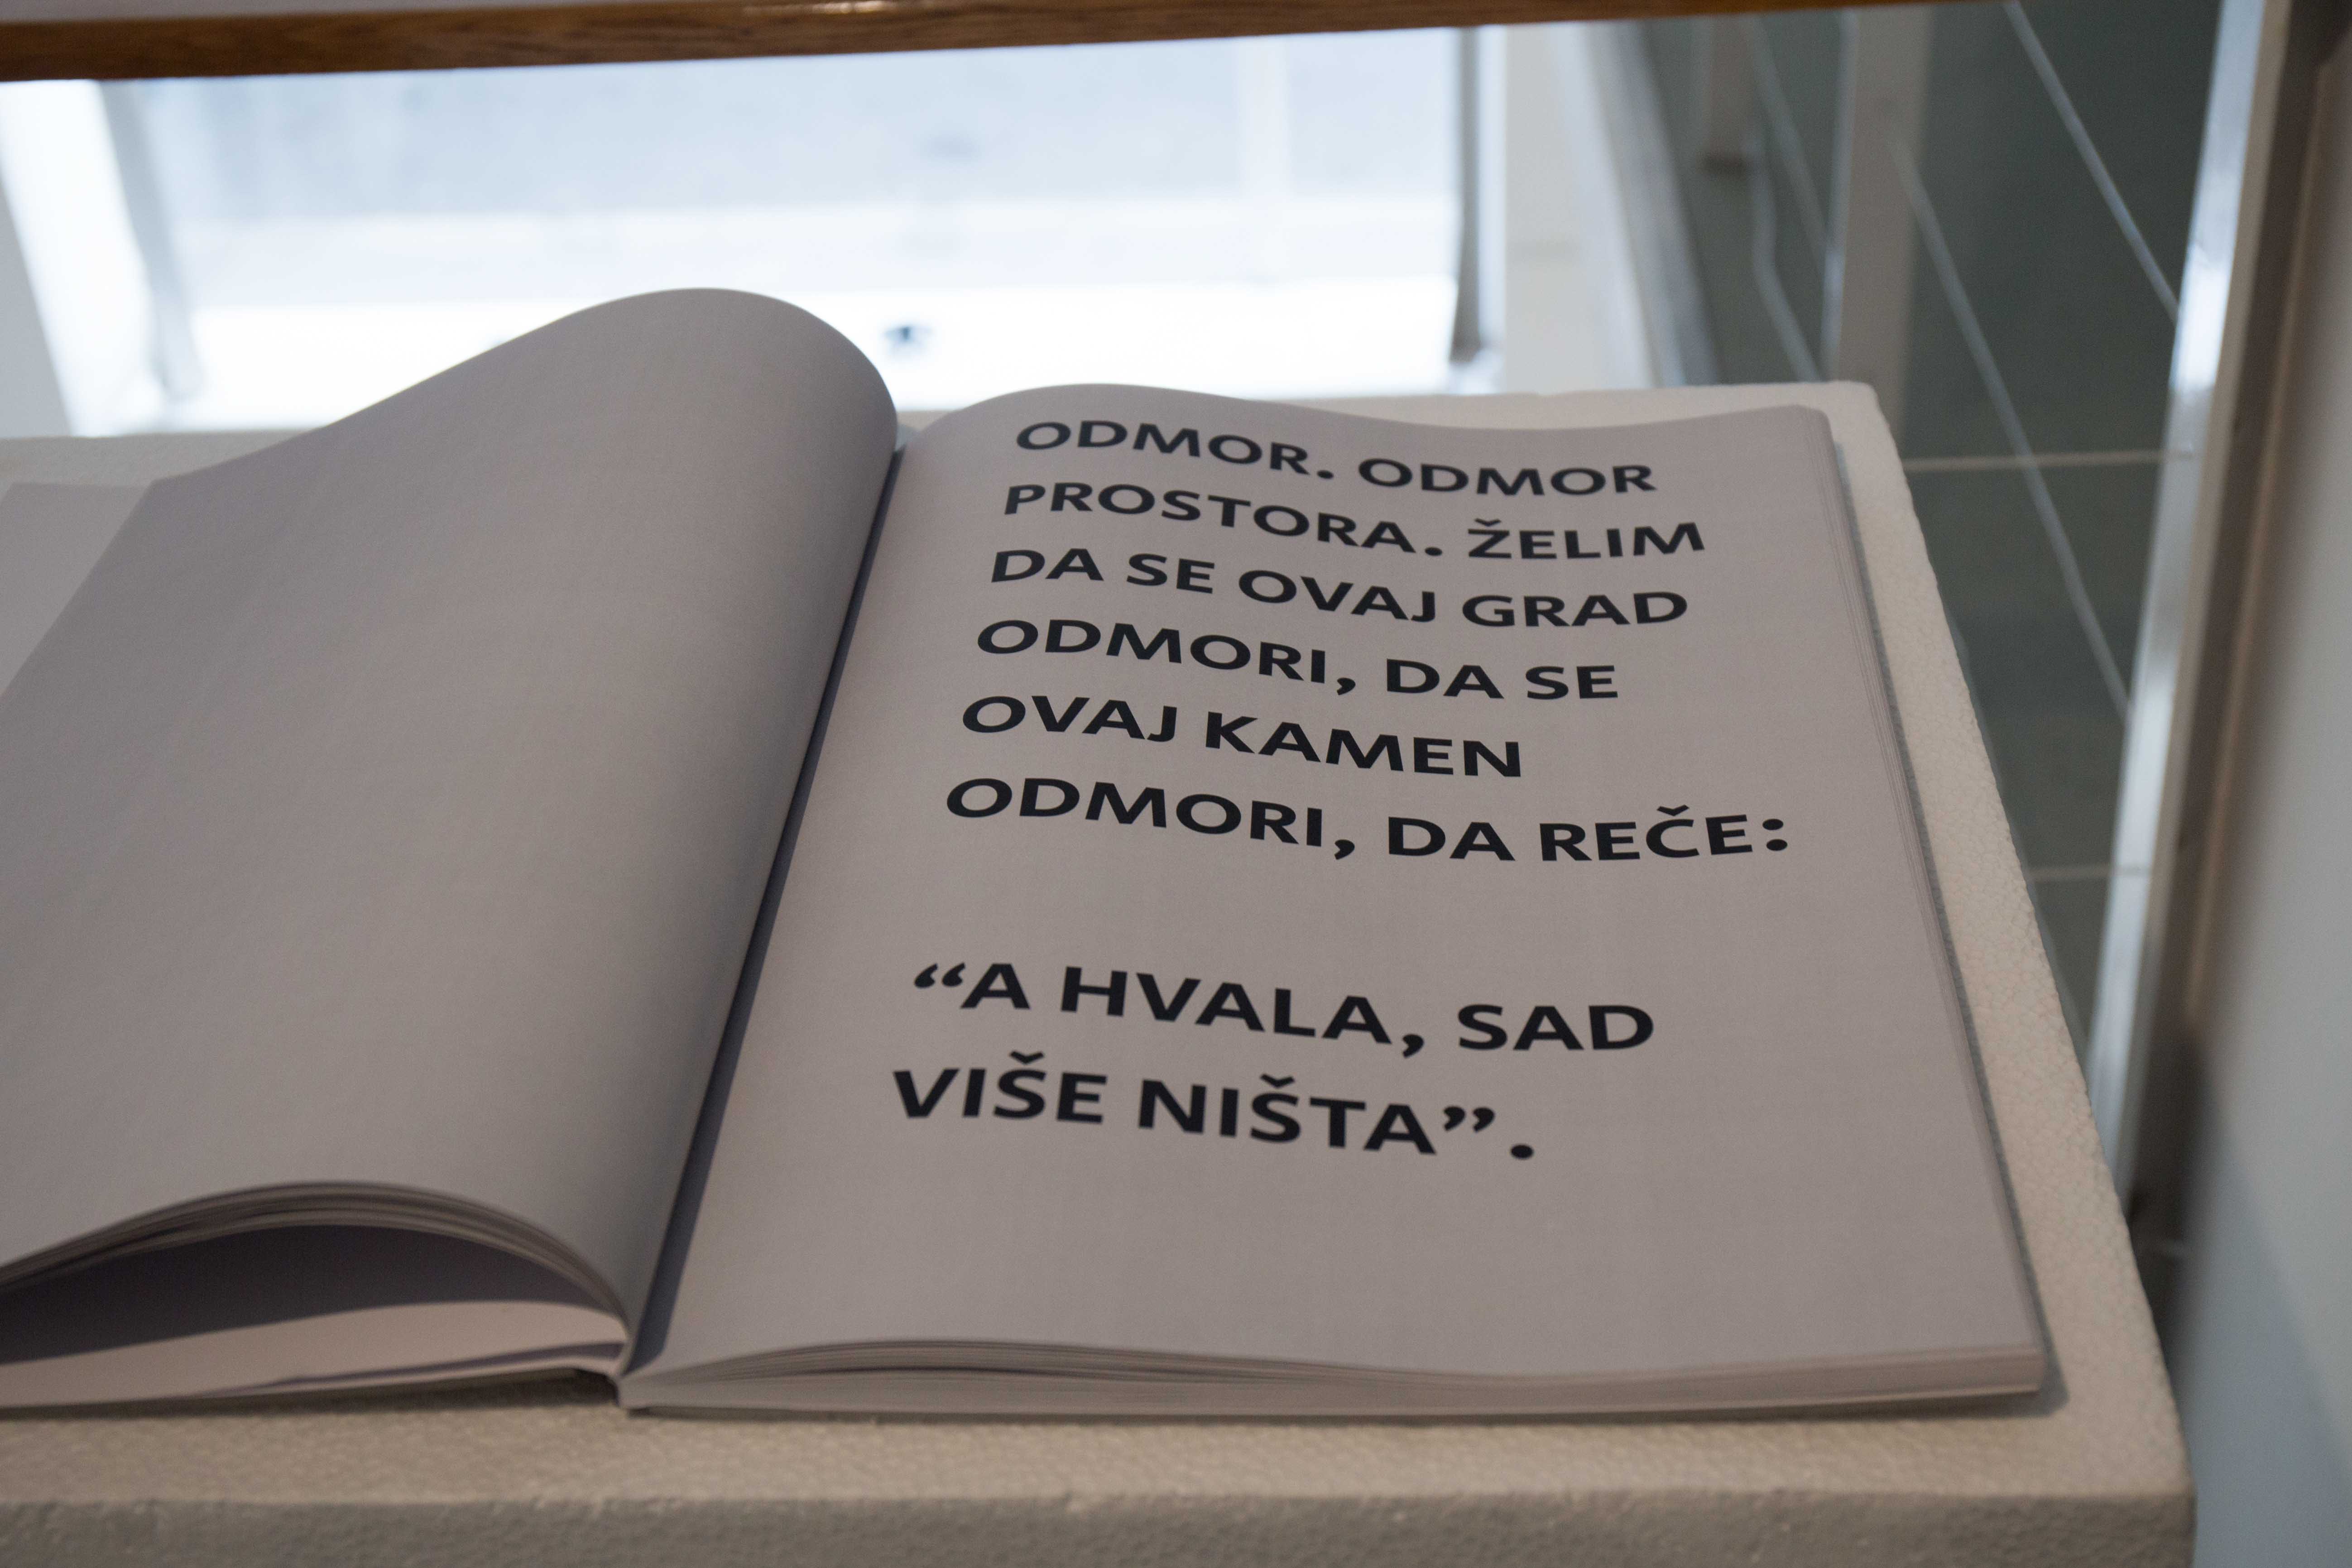 ODMOR. ODMOR
PROSTORA. ŽELIM
DA SE OVAJ GRAD
ODMORI, DA SE
OVAJ KAMEN
ODMORI, DA REČE:
“A HVALA, SAD
VIŠE NIŠTA”.